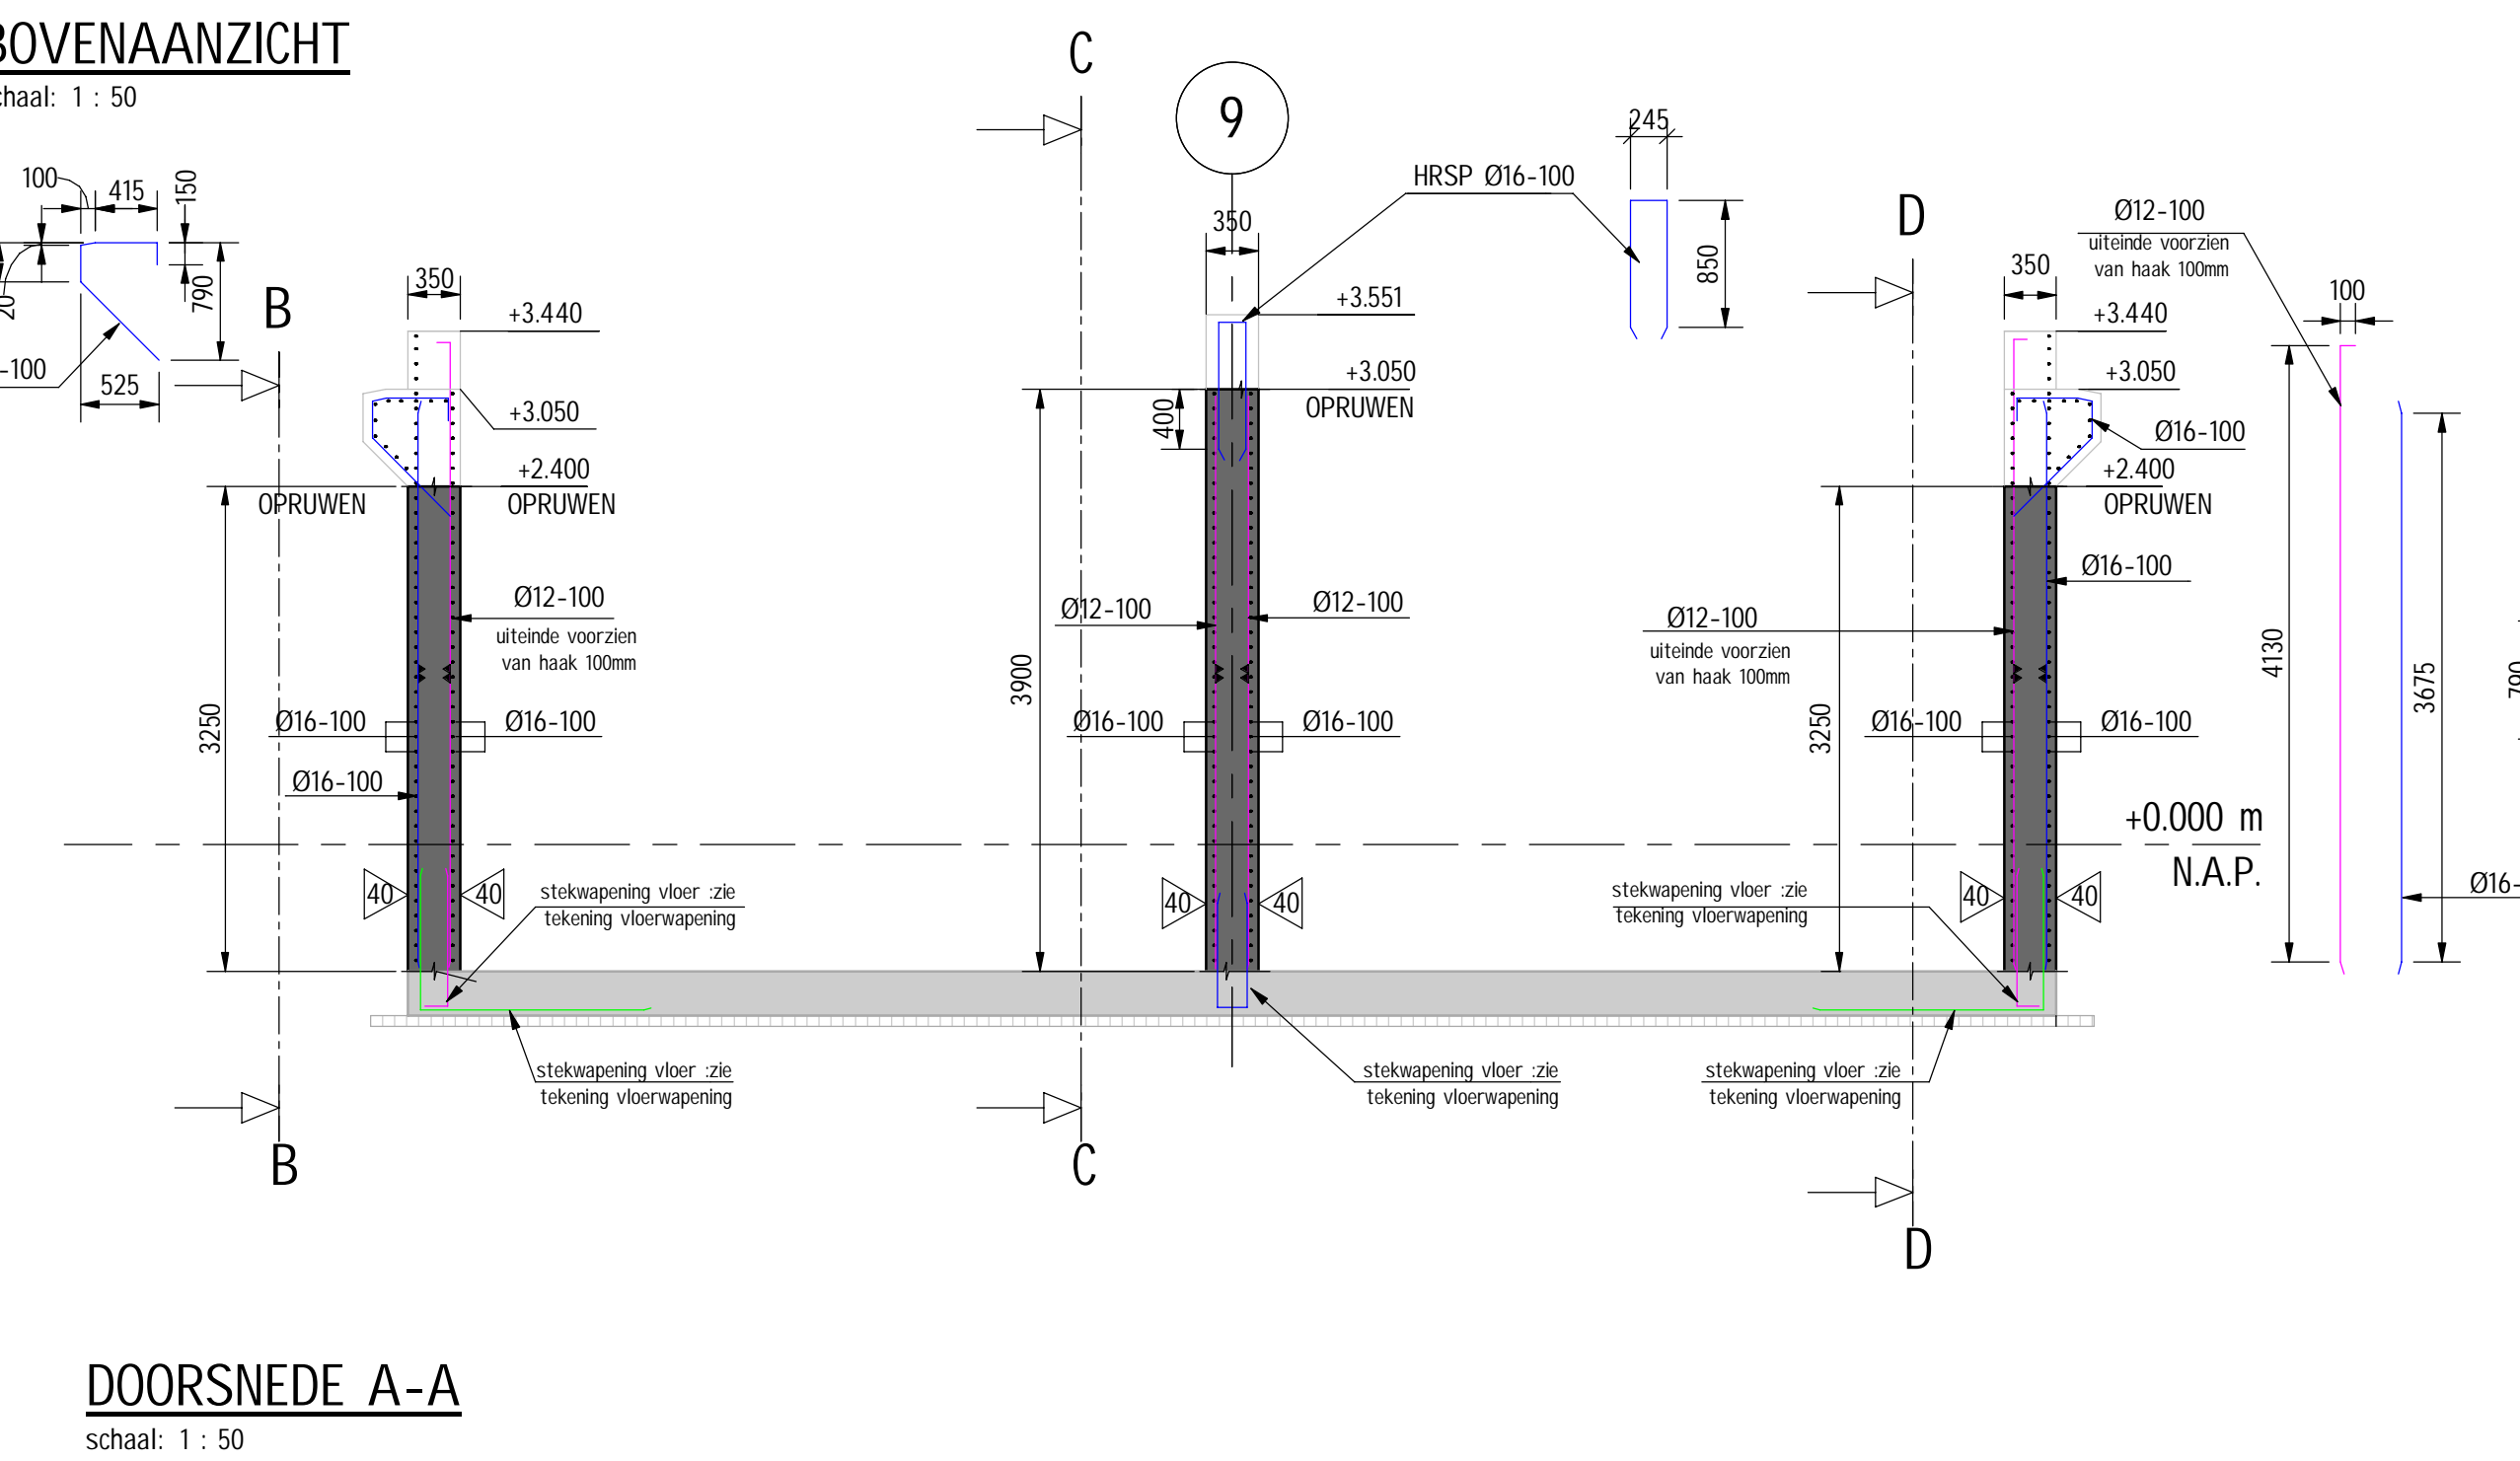 BOVENAANZICHT
schaal: 1 : 50
C
9
245
HRSP Ø16-100
850
350
+3.551
+3.050
OPRUWEN
400
100
415
150
790
20
-100
525
B
350
+3.440
+3.050
+2.400
OPRUWEN
OPRUWEN
D
350
Ø12-100
uiteinde voorzien
van haak 100mm
100
+3.440
+3.050
Ø16-100
+2.400
OPRUWEN
Ø16-100
Ø12-100
uiteinde voorzien
van haak 100mm
3250
Ø16-100
Ø16-100
Ø16-100
3900
Ø12-100
Ø12-100
Ø16-100
Ø16-100
Ø12-100
uiteinde voorzien
van haak 100mm
3250
Ø16-100
Ø16-100
4130
3675
790
+0.000 m
N.A.P.
Ø16-
40
40
40
40
40
40
stekwapening vloer :zie
tekening vloerwapening
stekwapening vloer :zie
tekening vloerwapening
stekwapening vloer :zie
tekening vloerwapening
stekwapening vloer :zie
tekening vloerwapening
stekwapening vloer :zie
tekening vloerwapening
B
C
D
DOORSNEDE A-A
schaal: 1 : 50